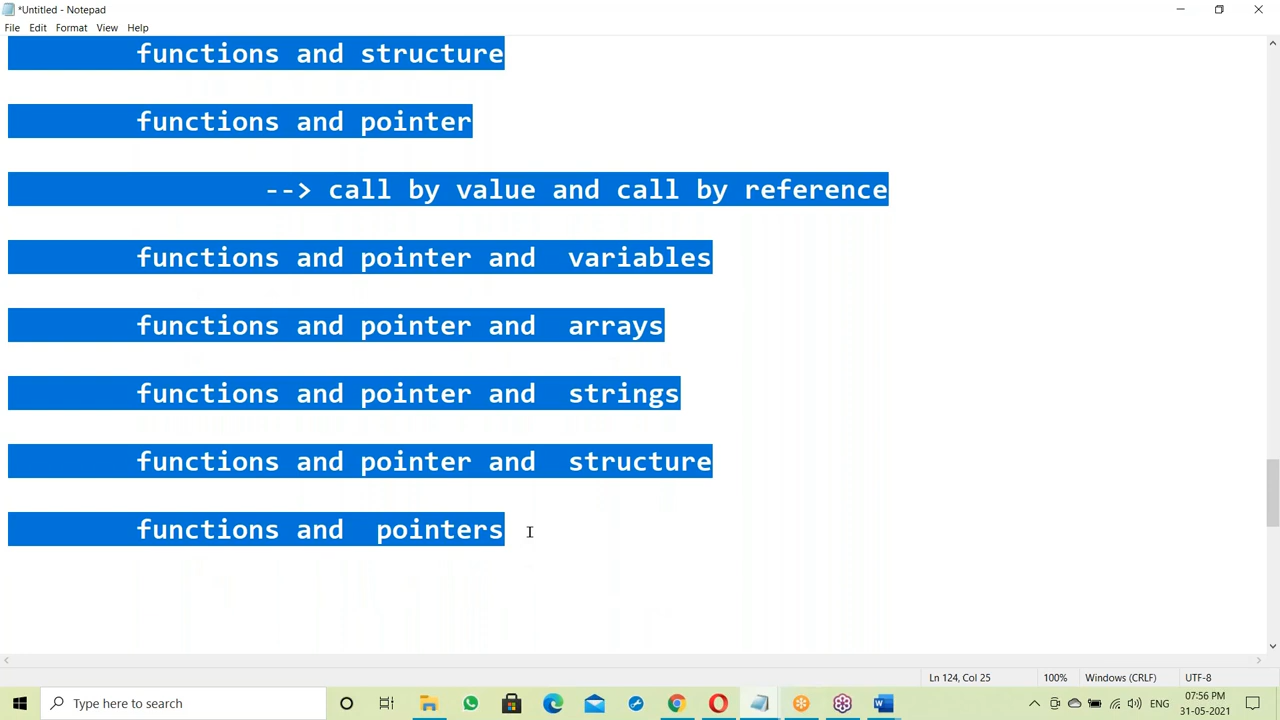 *Untitled - Notepad
File Edit Format View Help
functions and structure
functions and pointer
--> call by value and call by reference
functions and pointer and  variables
functions and pointer and  arrays
functions and pointer and  strings
functions and pointer and  structure
functions and  pointers
Ln 124, Col 25 100% Windows (CRLF) UTF-8
Type here to search ENG 07:56 PM
31-05-2021